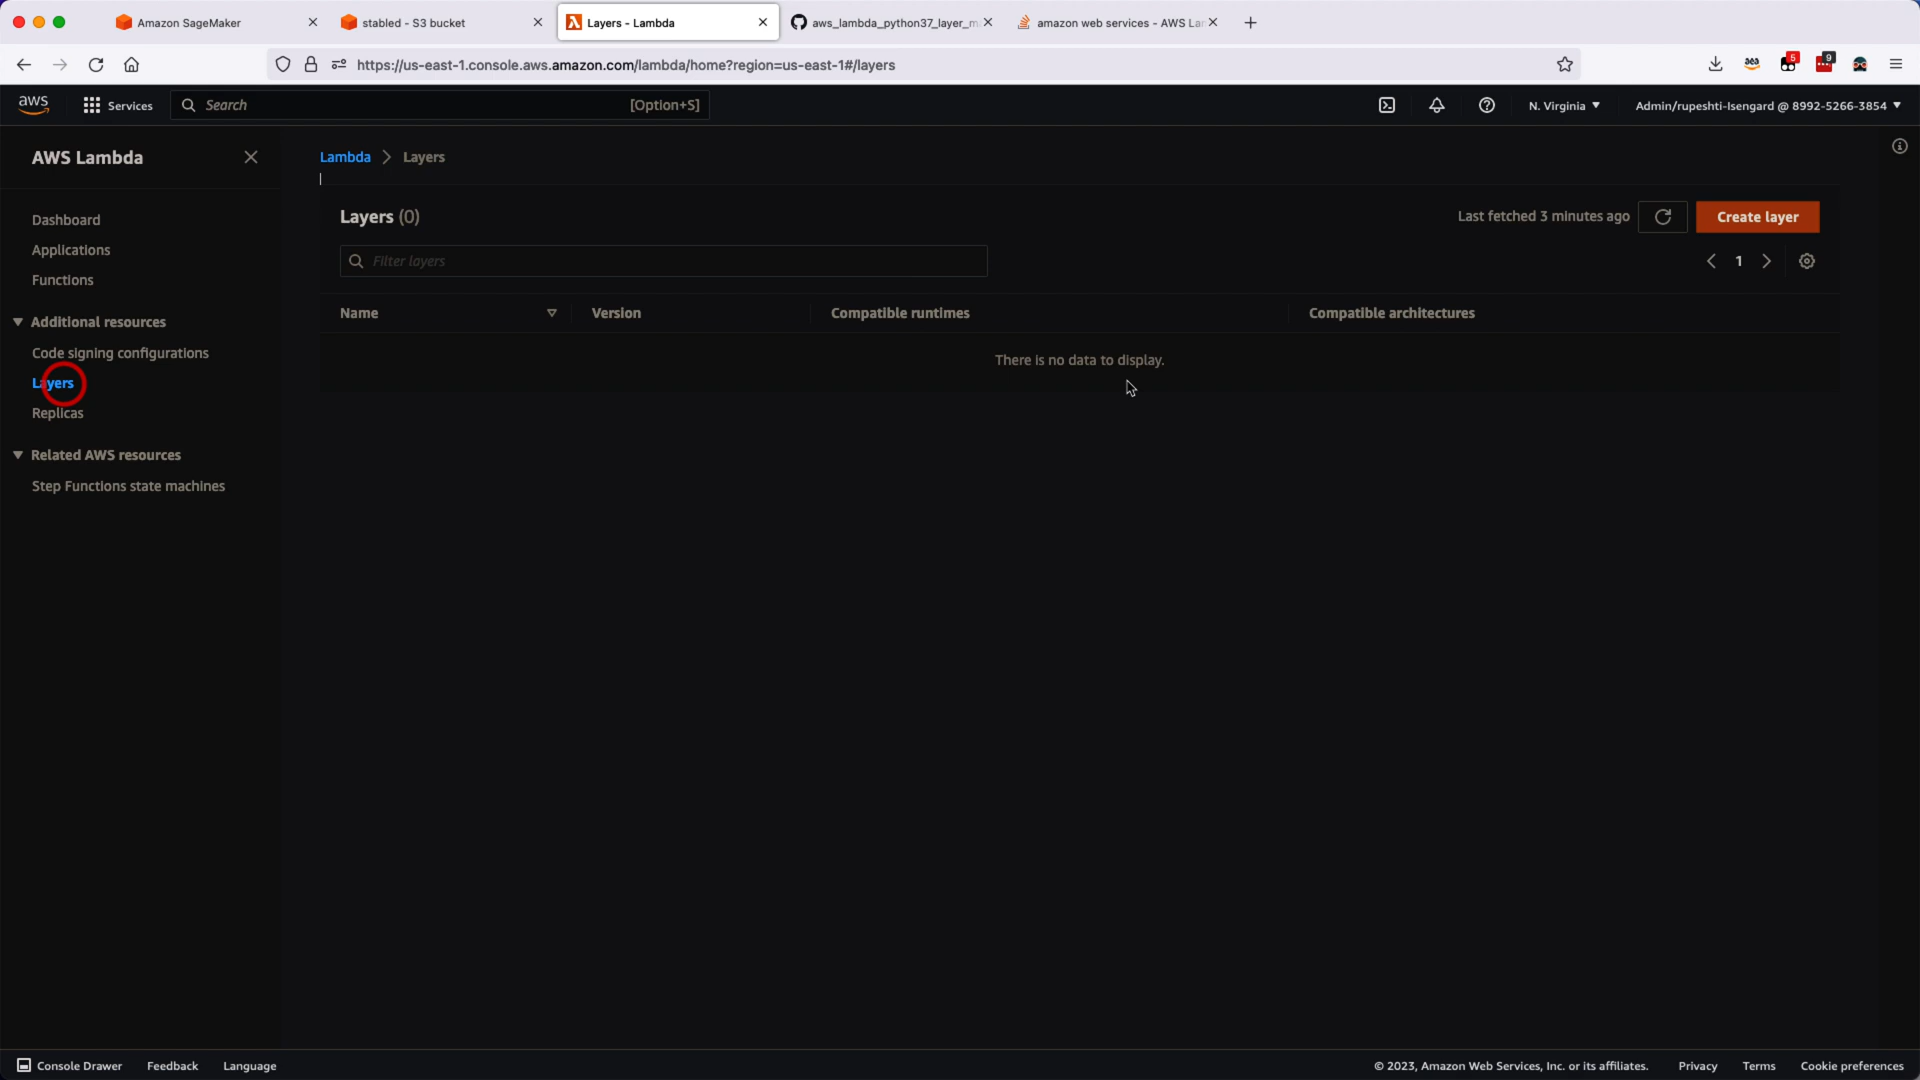 Amazon SageMaker
stabled - S3 bucket
Layers - Lambda
aws_lambda_python37_layer_m
amazon web services - AWS La
https://us-east-1.console.aws.amazon.com/lambda/home?region=us-east-1#/layers
5
9
aws
Services
Search
[Option+S]
N. Virginia
Admin/rupeshti-Isengard @ 8992-5266-3854
AWS Lambda
Dashboard
Applications
Functions
Additional resources
Code signing configurations
Layers
Replicas
Related AWS resources
Step Functions state machines
Lambda > Layers
Layers (0)
Last fetched 3 minutes ago
Create layer
Filter layers
1
Name
Version
Compatible runtimes
Compatible architectures
There is no data to display.
Console Drawer
Feedback
Language
© 2023, Amazon Web Services, Inc. or its affiliates.
Privacy
Terms
Cookie preferences